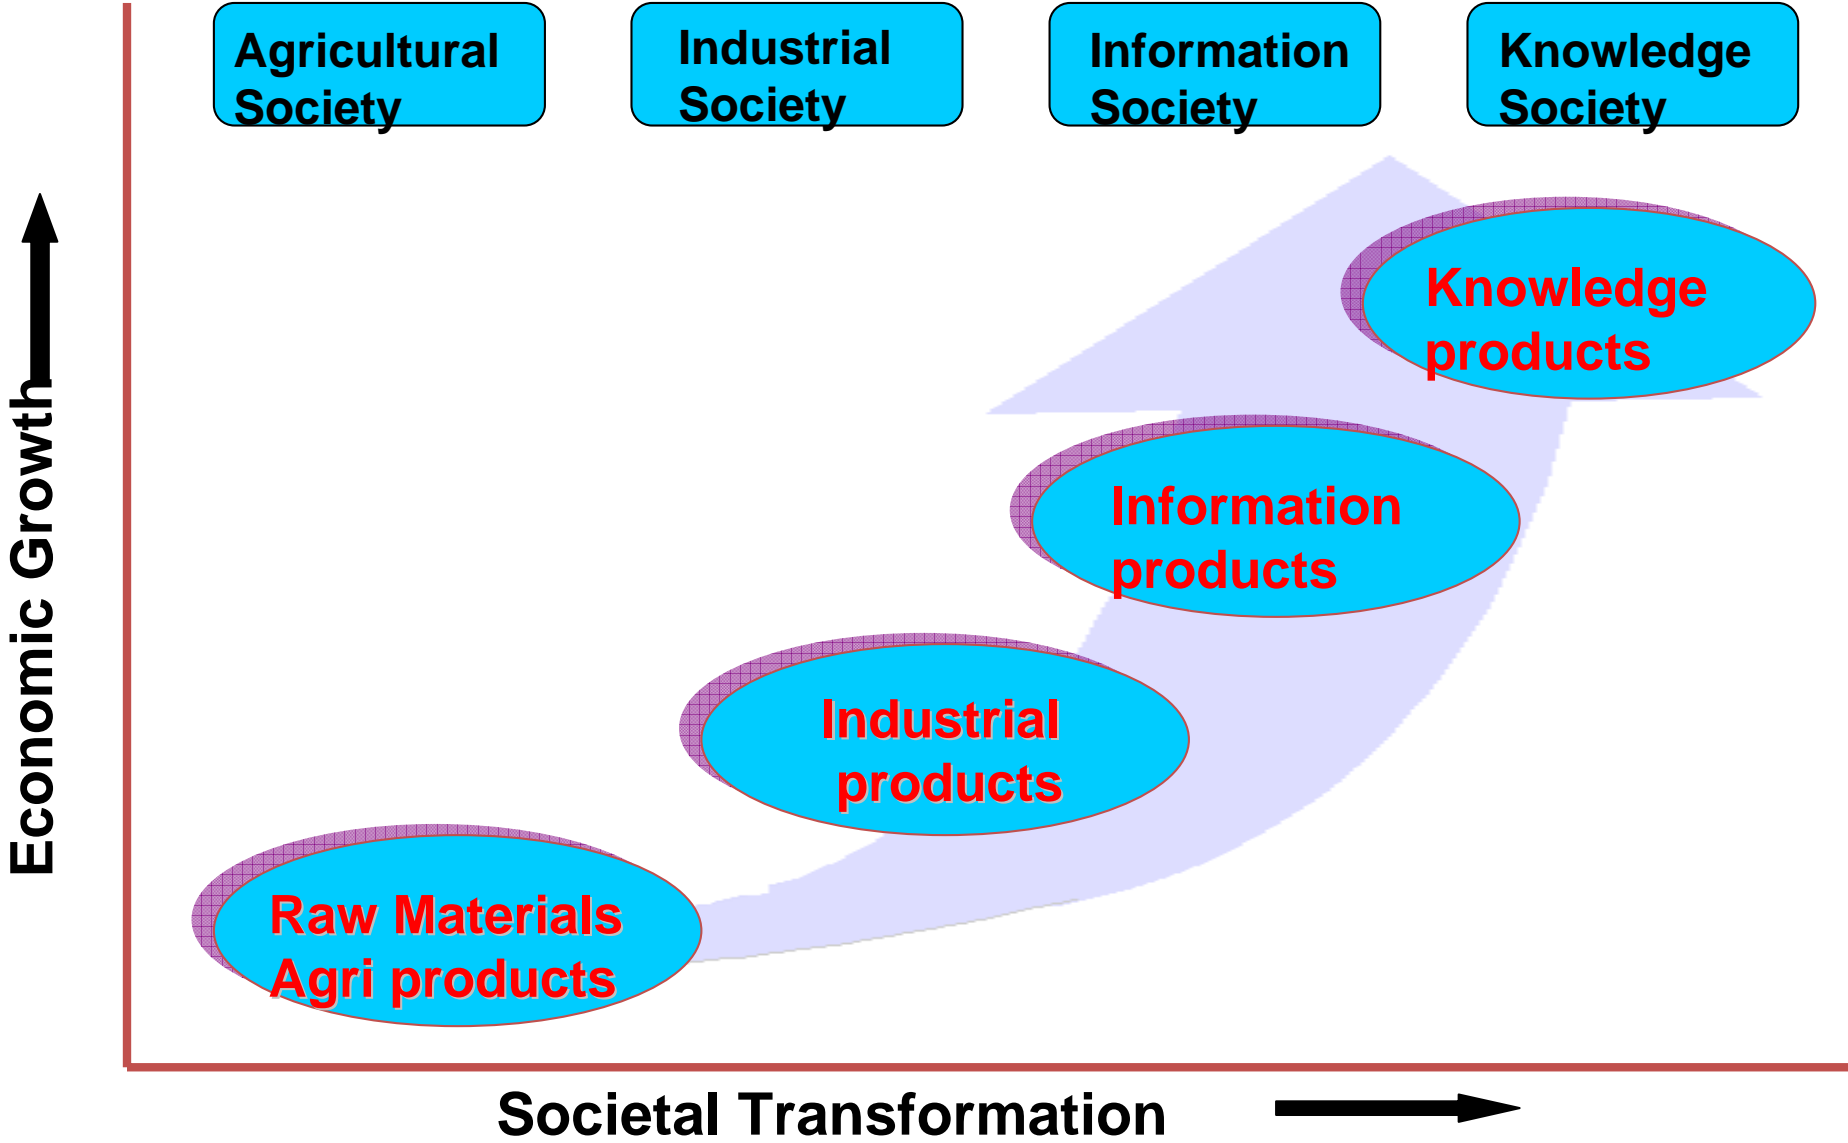 Agricultural
Society
Industrial
Society
Information
Society
Knowledge
Society
Economic Growth
Knowledge
products
Information
products
Industrial
products
Raw Materials
Agri products
Societal Transformation